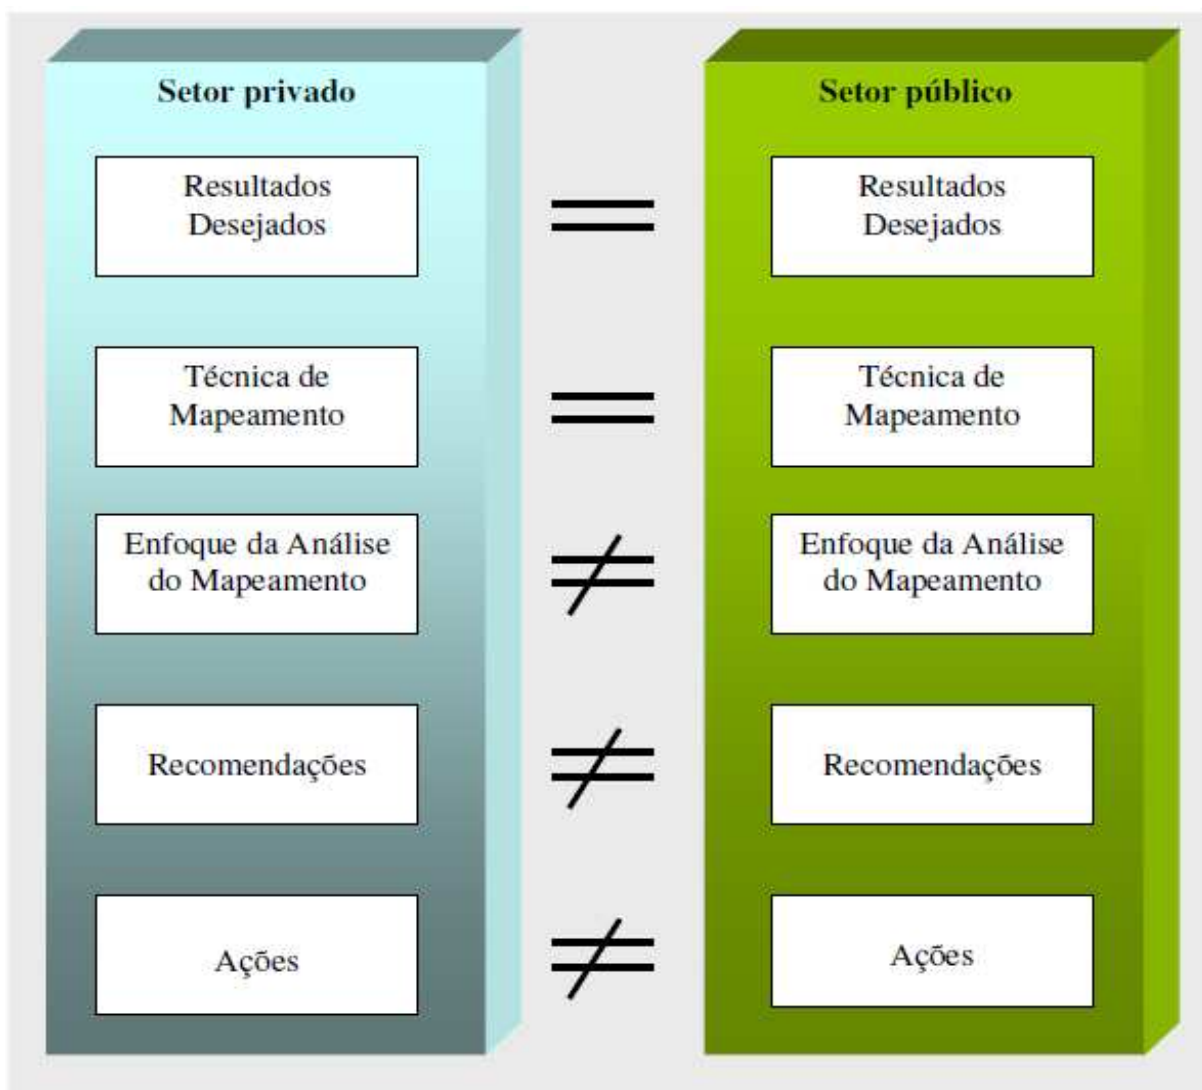 Setor privado
Setor público
Resultados
Desejados
=
Resultados
Desejados
Técnica de
Mapeamento
=
Técnica de
Mapeamento
Enfoque da Análise
do Mapeamento
≠
Enfoque da Análise
do Mapeamento
Recomendações
≠
Recomendações
Ações
≠
Ações